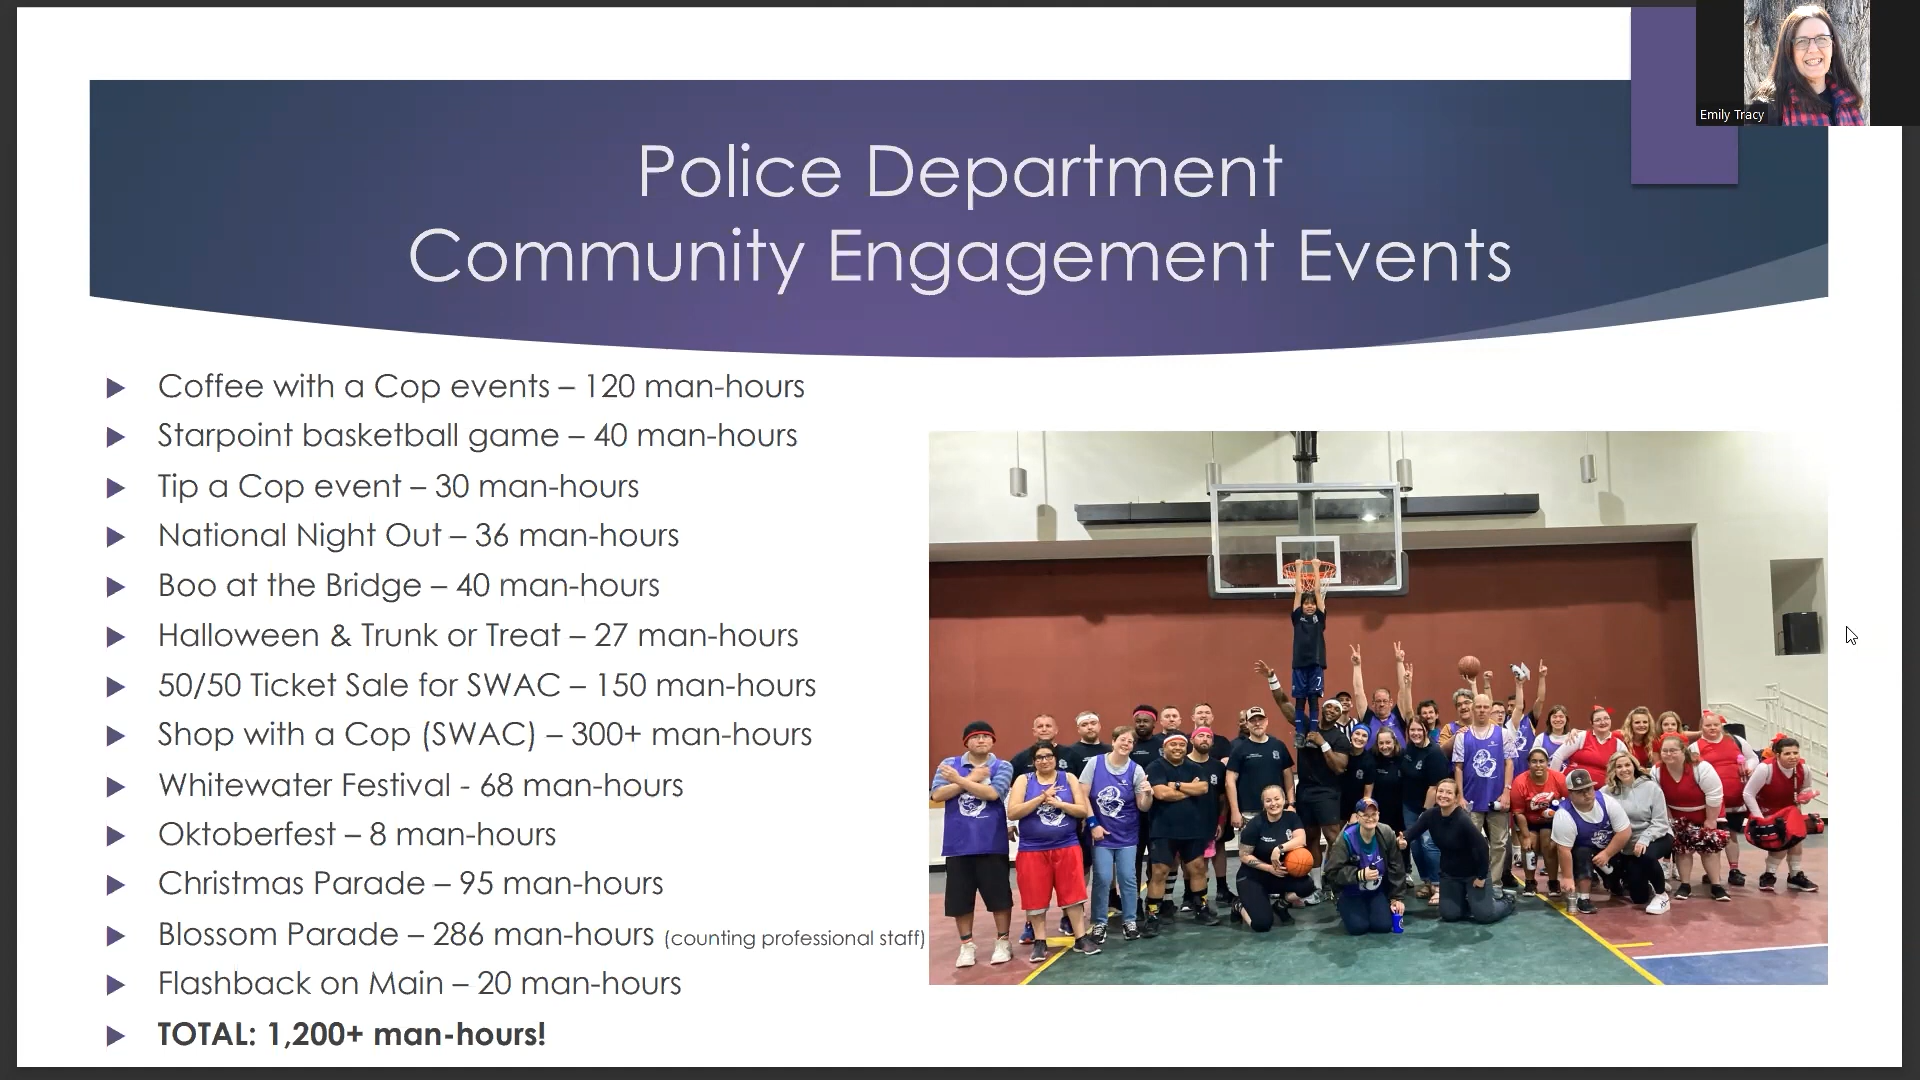 Emily Tracy
Police Department
Community Engagement Events
Coffee with a Cop events – 120 man-hours
Starpoint basketball game – 40 man-hours
Tip a Cop event – 30 man-hours
National Night Out – 36 man-hours
Boo at the Bridge – 40 man-hours
Halloween & Trunk or Treat – 27 man-hours
50/50 Ticket Sale for SWAC – 150 man-hours
Shop with a Cop (SWAC) – 300+ man-hours
Whitewater Festival - 68 man-hours
Oktoberfest – 8 man-hours
Christmas Parade – 95 man-hours
Blossom Parade – 286 man-hours (counting professional staff)
Flashback on Main – 20 man-hours
TOTAL: 1,200+ man-hours!
7